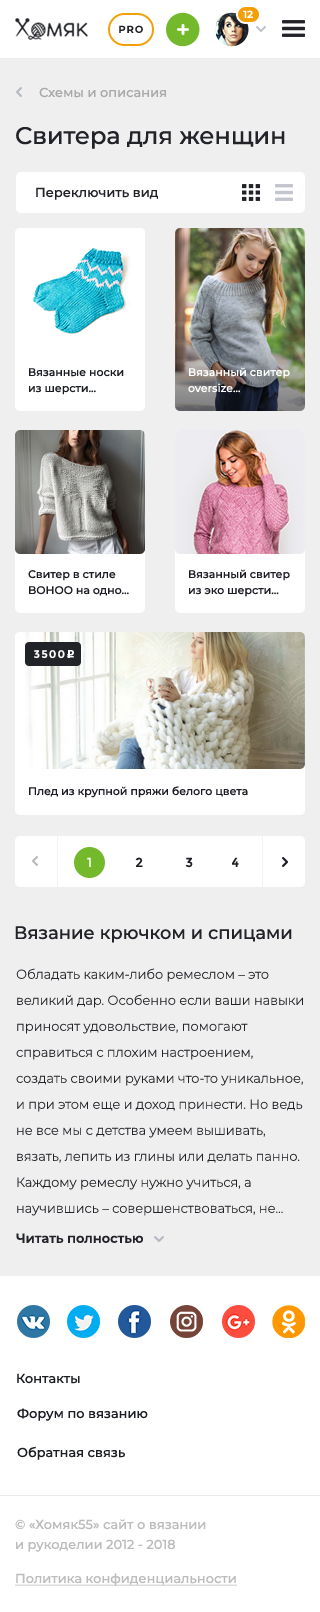 Хомяк
PRO
12
Схемы и описания
Свитера для женщин
Переключить вид
Вязанные носки
из шерсти...
Вязанный свитер
oversize...
Свитер в стиле
BOHOO на одно...
Вязанный свитер
из эко шерсти...
3500₽
Плед из крупной пряжи белого цвета
1 2 3 4
Вязание крючком и спицами
Обладать каким-либо ремеслом – это
великий дар. Особенно если ваши навыки
приносят удовольствие, помогают
справиться с плохим настроением,
создать своими руками что-то уникальное,
и при этом еще и доход принести. Но ведь
не все мы с детства умеем вышивать,
вязать, лепить из глины или делать панно.
Каждому ремеслу нужно учиться, а
научившись – совершенствоваться, не...
Читать полностью
Контакты
Форум по вязанию
Обратная связь
© «Хомяк55» сайт о вязании
и рукоделии 2012 - 2018
Политика конфиденциальности